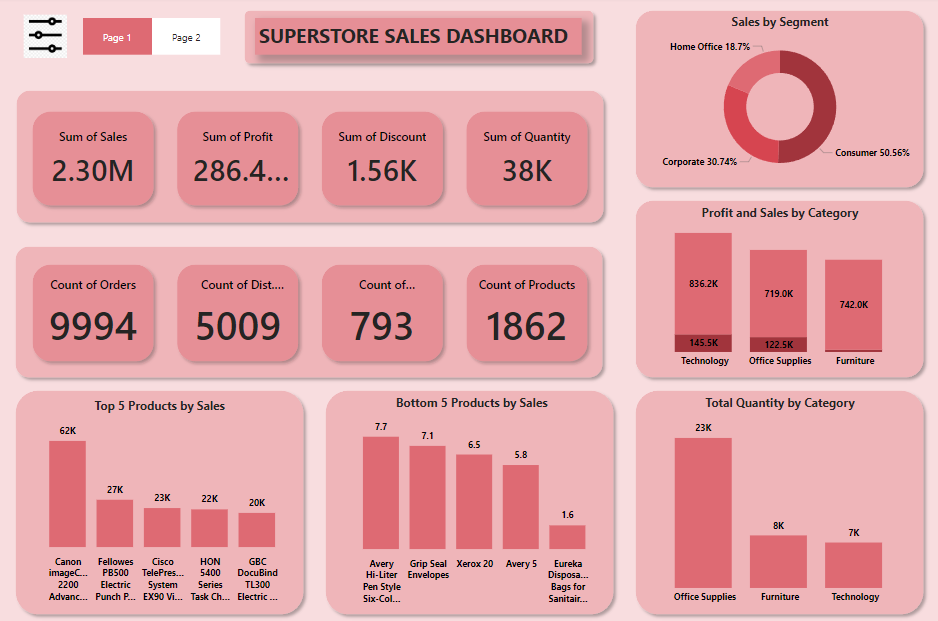 Page 1
Page 2
SUPERSTORE SALES DASHBOARD
Sum of Sales
2.30M
Sum of Profit
286.4...
Sum of Discount
1.56K
Sum of Quantity
38K
Count of Orders
9994
Count of Dist....
5009
Count of...
793
Count of Products
1862
Sales by Segment
Home Office 18.7%
Corporate 30.74%
Consumer 50.56%
Profit and Sales by Category
836.2K
719.0K
742.0K
145.5K
122.5K
Technology
Office Supplies
Furniture
Top 5 Products by Sales
62K
27K
23K
22K
20K
Canon
imageC...
2200
Advanc...
Fellowes
PB500
Electric
Punch P...
Cisco
TelePres...
System
EX90 Vi...
HON
5400
Series
Task Ch...
GBC
DocuBind
TL300
Electric ...
Bottom 5 Products by Sales
7.7
7.1
6.5
5.8
1.6
Avery
Hi-Liter
Pen Style
Six-Col...
Grip Seal
Envelopes
Xerox 20
Avery 5
Eureka
Disposa...
Bags for
Sanitair...
Total Quantity by Category
23K
8K
7K
Office Supplies
Furniture
Technology